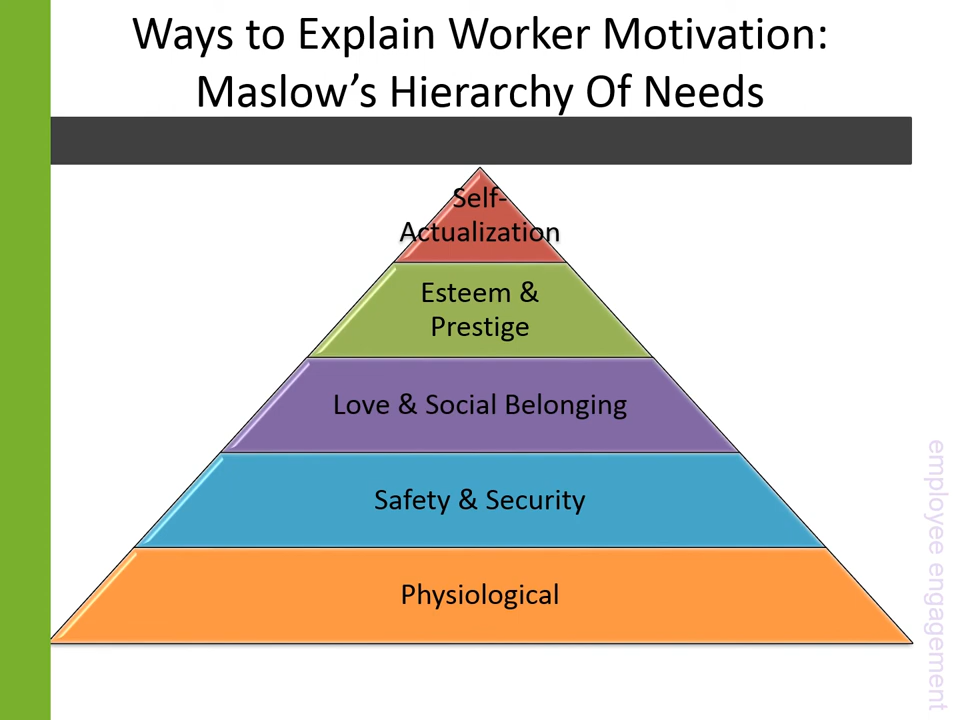 Ways to Explain Worker Motivation:
Maslow’s Hierarchy Of Needs
Self-
Actualization
Esteem &
Prestige
Love & Social Belonging
Safety & Security
Physiological
employee engagement